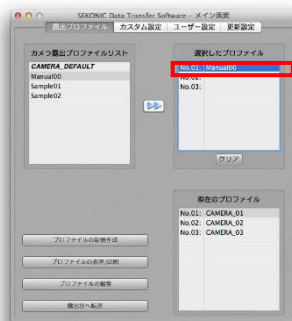 SEKONIC Data Transfer Software - メイン画面
露出プロファイル カスタム設定 ユーザー設定 更新設定
カメラ露出プロファイルリスト
CAMERA_DEFAULT
Manual00
Sample01
Sample02
選択したプロファイル
No.01: Manual00
No.02:
No.03:
クリア
現在のプロファイル
No.01: CAMERA_01
No.02: CAMERA_02
No.03: CAMERA_03
プロファイルの新規作成
プロファイルの参照/印刷
プロファイルの編集
露出計へ転送